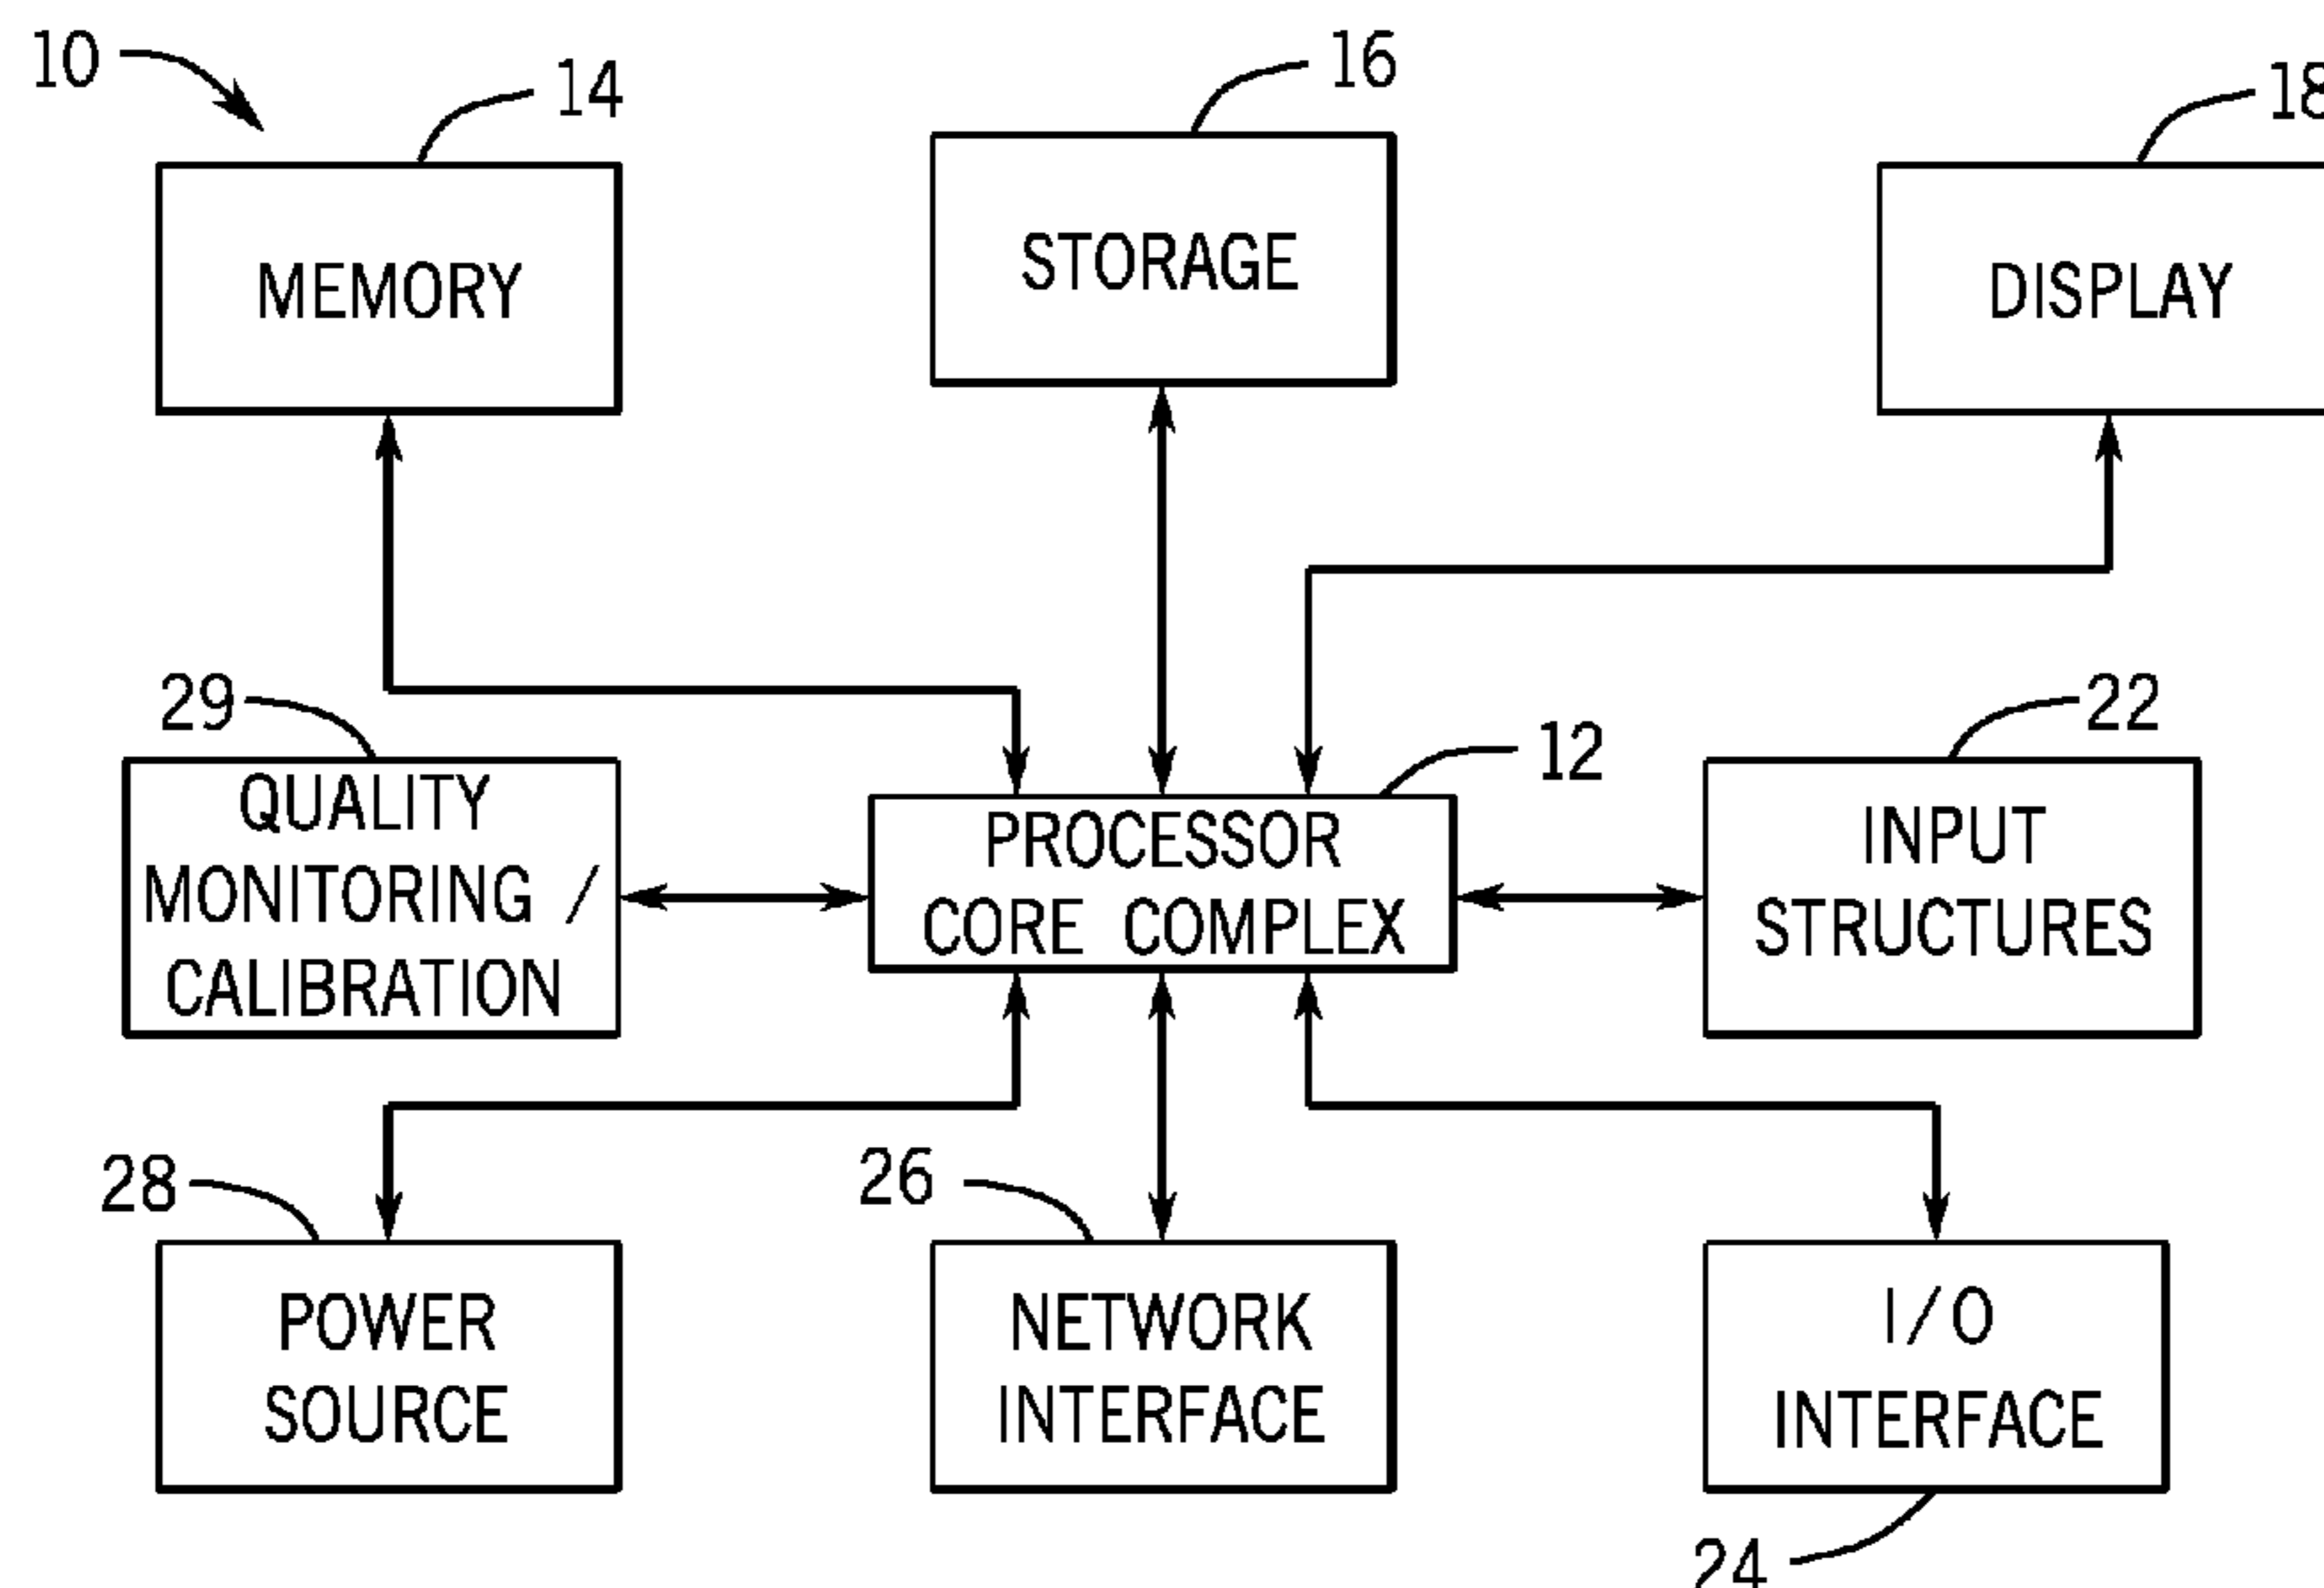 10
14
16
18
MEMORY
STORAGE
DISPLAY
29
12
22
QUALITY
MONITORING /
CALIBRATION
PROCESSOR
CORE COMPLEX
INPUT
STRUCTURES
28
26
POWER
SOURCE
NETWORK
INTERFACE
I/O
INTERFACE
24